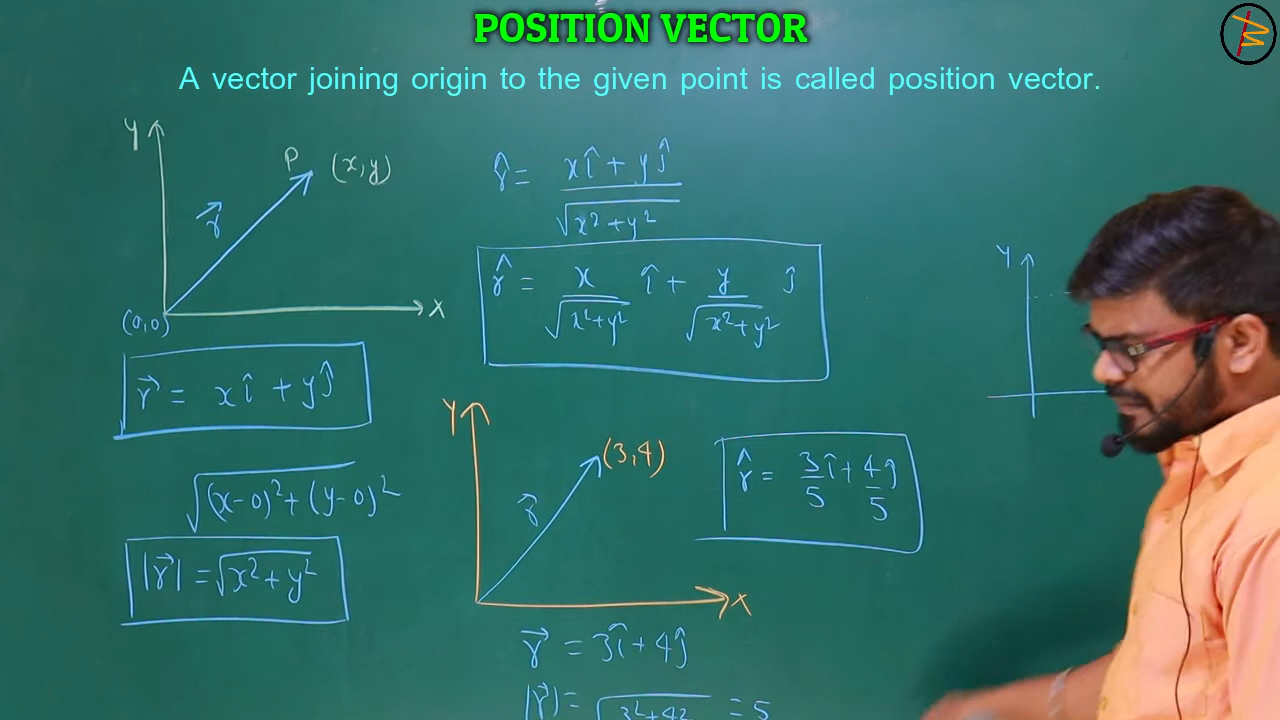 POSITION VECTOR
A vector joining origin to the given point is called position vector.
Y
P (x,y)
r⃗
(0,0)
X
r⃗ = xî + yĵ
√(x-0)²+(y-0)²
|r⃗| = √x²+y²
r̂ = xî + yĵ / √x²+y²
r̂ = x/√x²+y² î + y/√x²+y² j
Y
(3,4)
r⃗
X
r⃗ = 3î+4ĵ
|r⃗| = √3²+4² = 5
r̂ = 3/5 î + 4/5 ĵ
Y